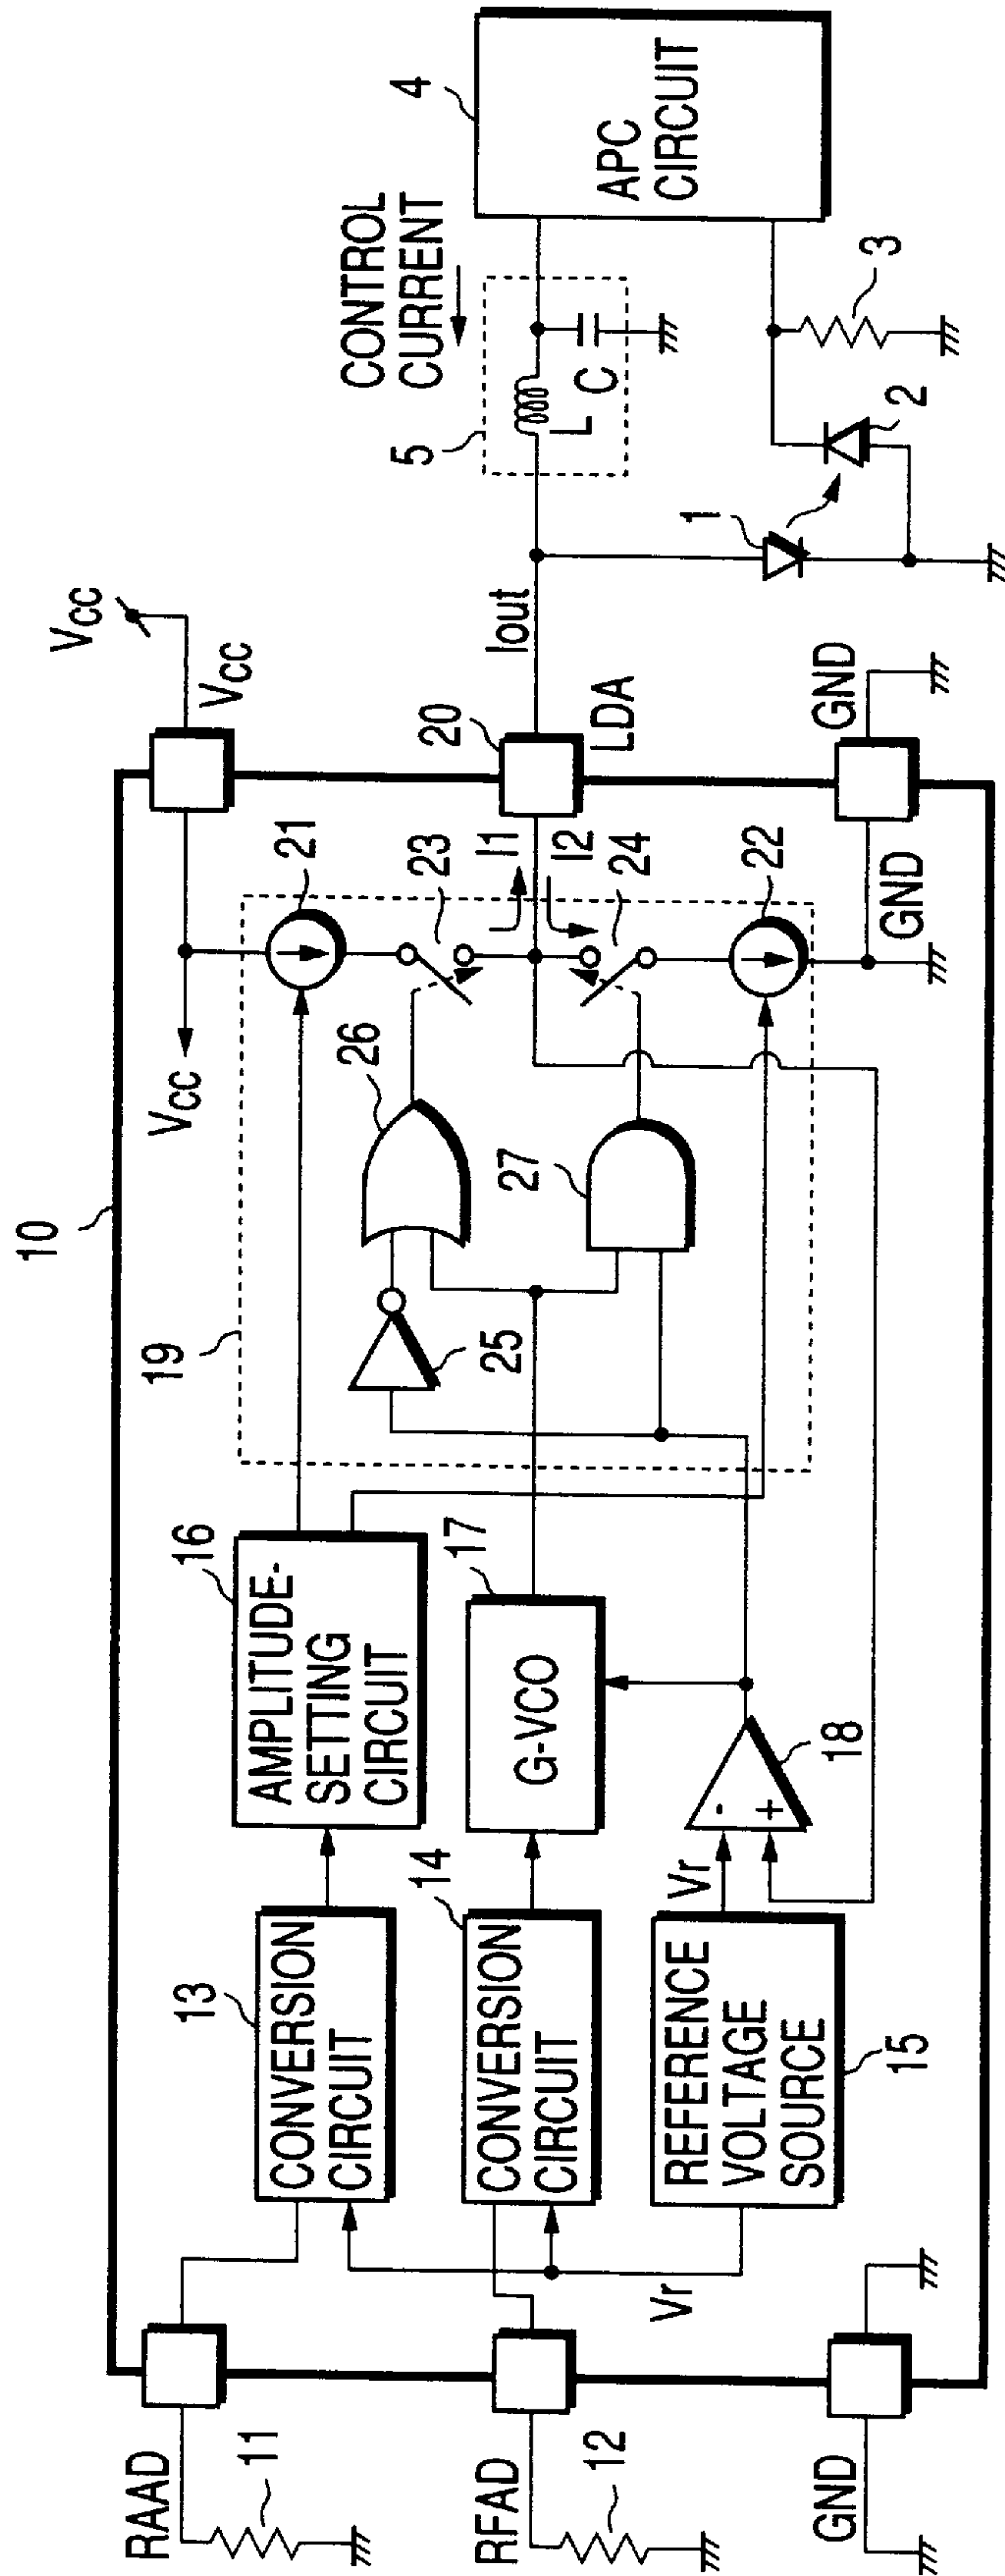 10
RAAD
11
RFAD
12
GND
Vr
13
CONVERSION
CIRCUIT
14
CONVERSION
CIRCUIT
REFERENCE
VOLTAGE
SOURCE
15
Vr
-
+
18
16
AMPLITUDE-
SETTING
CIRCUIT
17
G-VCO
19
25
26
27
Vcc
21
23
I1
I2
24
22
GND
Vcc
Vcc
20
LDA
GND
Iout
1
2
3
5
L
C
CONTROL
CURRENT
4
APC
CIRCUIT